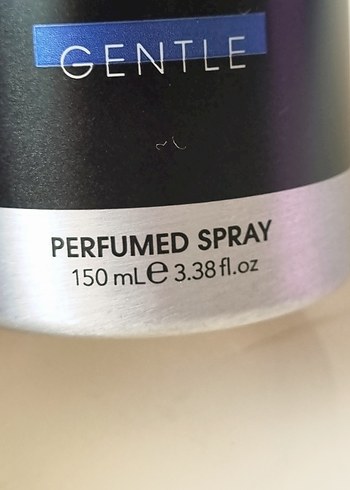 GENTLE
PERFUMED SPRAY
150 mL℮ 3.38 fl.oz